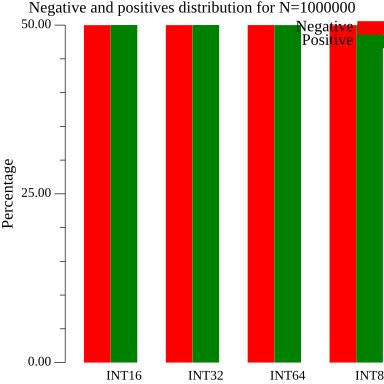 Negative and positives distribution for N=1000000
Negative
Positive
50.00
25.00
0.00
Percentage
INT16
INT32
INT64
INT8